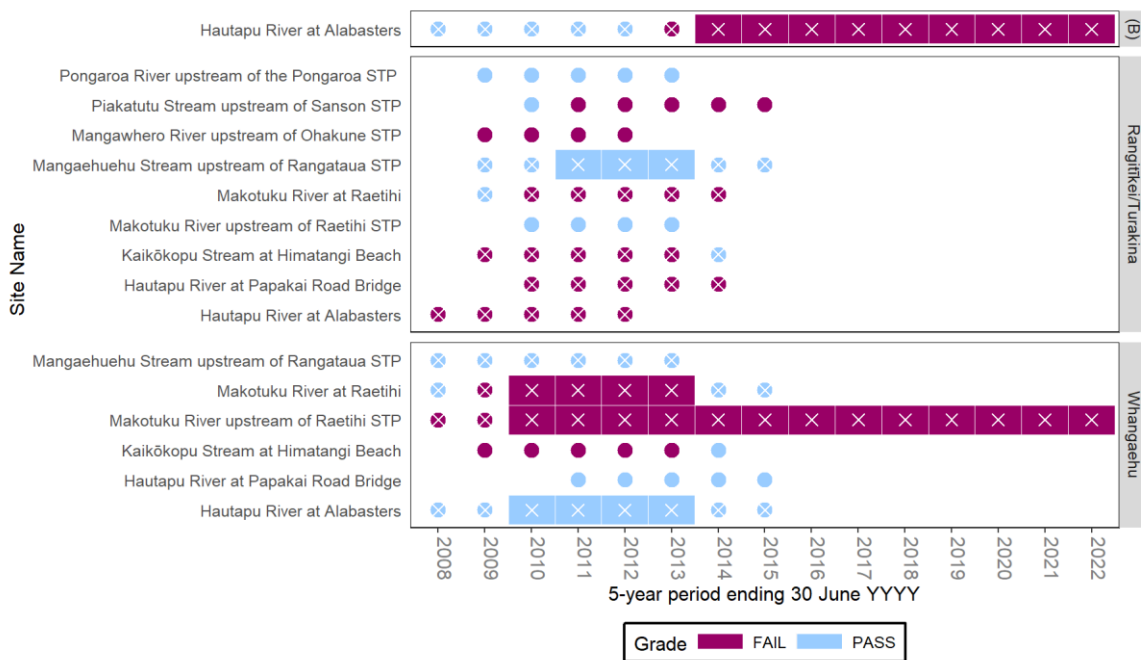 Hautapu River at Alabasters
(B)
Pongaroa River upstream of the Pongaroa STP
Piakatutu Stream upstream of Sanson STP
Mangawhero River upstream of Ohakune STP
Mangaehuehu Stream upstream of Rangataua STP
Makotuku River at Raetihi
Makotuku River upstream of Raetihi STP
Kaikōkopu Stream at Himatangi Beach
Hautapu River at Papakai Road Bridge
Hautapu River at Alabasters
Rangitīkei/Turakina
Site Name
Mangaehuehu Stream upstream of Rangataua STP
Makotuku River at Raetihi
Makotuku River upstream of Raetihi STP
Kaikōkopu Stream at Himatangi Beach
Hautapu River at Papakai Road Bridge
Hautapu River at Alabasters
Whangaehu
2008 2009 2010 2011 2012 2013 2014 2015 2016 2017 2018 2019 2020 2021 2022
5-year period ending 30 June YYYY
Grade FAIL PASS